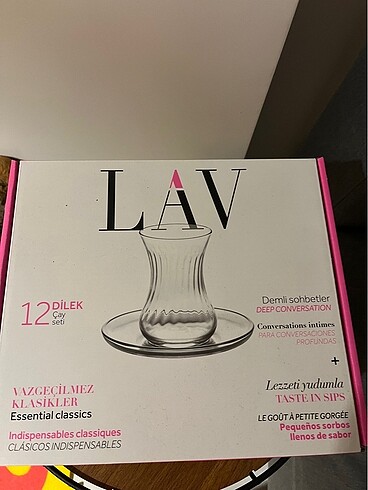 LAV
12 DİLEK
Çay
seti
Demli sohbetler
DEEP CONVERSATION
Conversations intimes
PARA CONVERSACIONES
PROFUNDAS
+
VAZGEÇİLMEZ
KLASİKLER
Essential classics
Indispensables classiques
CLÁSICOS INDISPENSABLES
Lezzeti yudumla
TASTE IN SIPS
LE GOÛT À PETITE GORGÉE
Pequeños sorbos
llenos de sabor